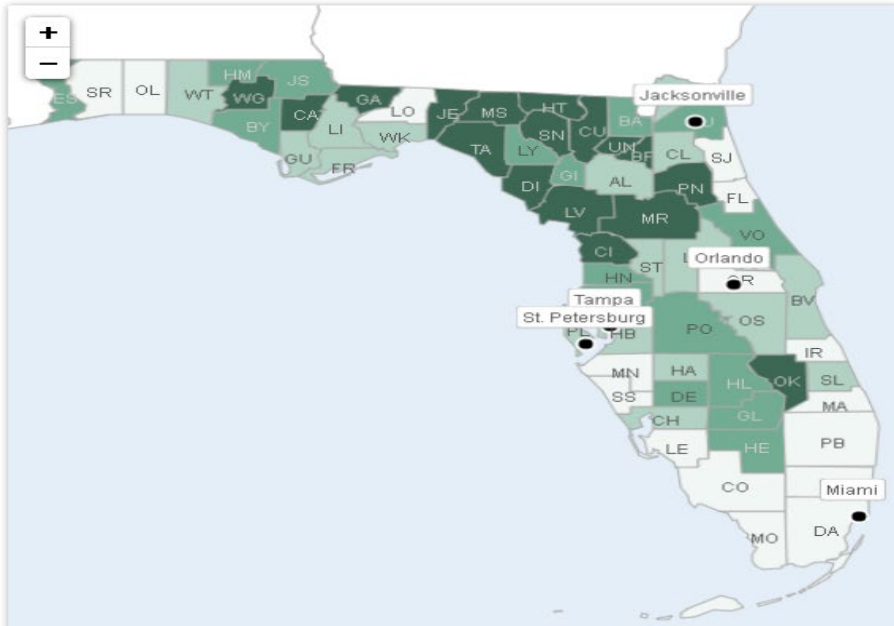 +
−
ES
SR
OL
WT
HM
JS
WG
BY
CA
GA
LO
LI
WK
GU
FR
JE
MS
HT
TA
SN
CU
LY
UN
BA
DI
GI
AL
CL
SJ
LV
PN
FL
MR
VO
CI
ST
HN
HB
PO
OS
BV
IR
MN
HA
SS
DE
HL
OK
SL
MA
CH
GL
LE
HE
PB
CO
MO
DA
Jacksonville
Orlando
Tampa
St. Petersburg
Miami